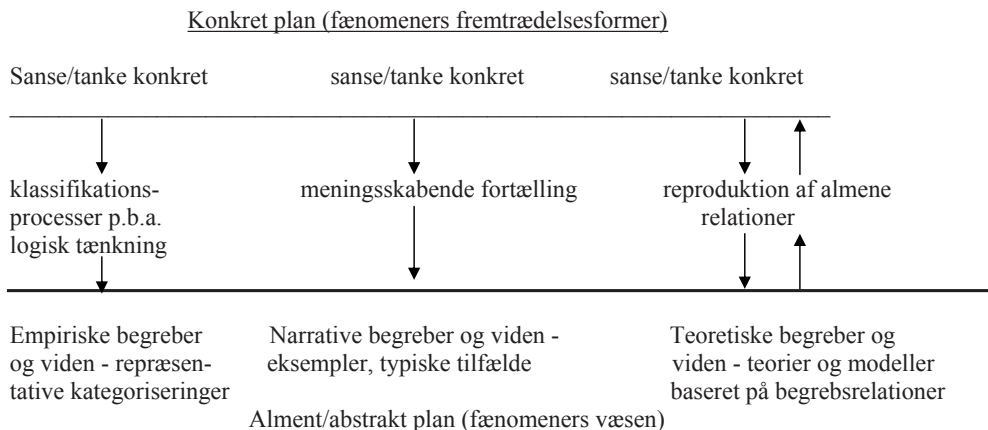 Konkret plan (fænomeners fremtrædelsesformer)
Sanse/tanke konkret sanse/tanke konkret sanse/tanke konkret
klassifikations- meningsskabende fortælling reproduktion af almene
processer p.b.a. relationer
logisk tænkning
Empiriske begreber Narrative begreber og viden - Teoretiske begreber og
og viden - repræsen- eksempler, typiske tilfælde viden - teorier og modeller
tative kategoriseringer baseret på begrebsrelationer
Alment/abstrakt plan (fænomeners væsen)